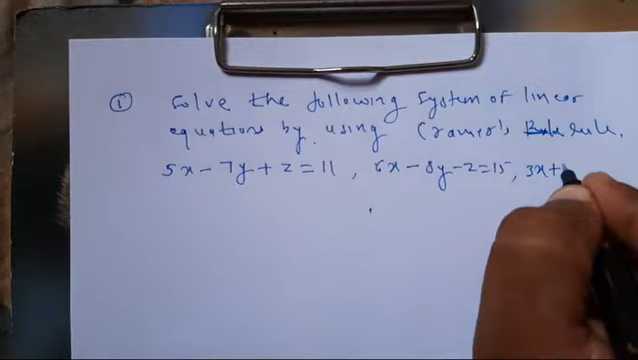 ① Solve the following System of linear
equations by using Cramer's rule.
5x - 7y + z = 11 , 6x - 8y - z = 15, 3x +